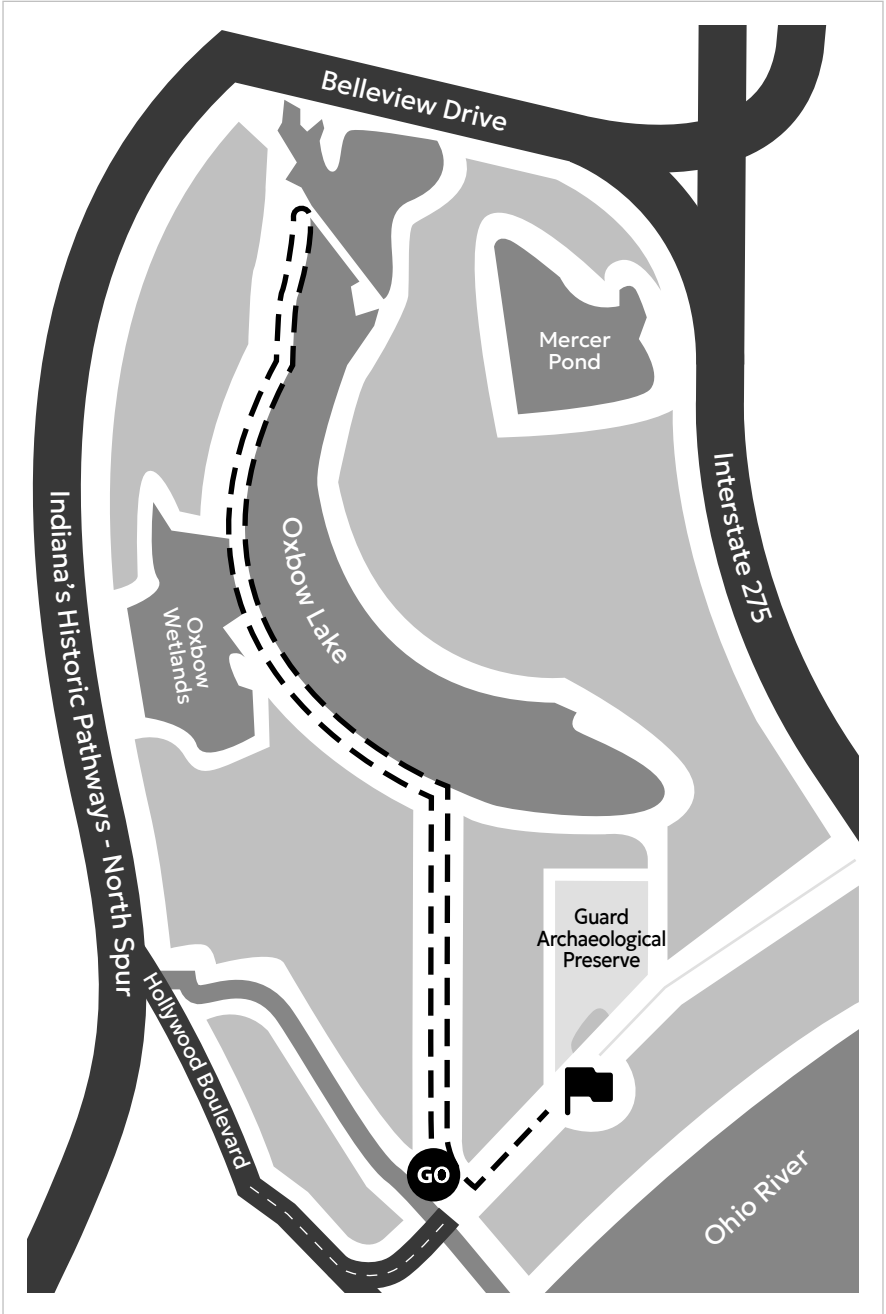 Belleview Drive
Mercer
Pond
Interstate 275
Indiana’s Historic Pathways - North Spur
Oxbow Lake
Oxbow
Wetlands
Guard
Archaeological
Preserve
Hollywood Boulevard
GO
Ohio River